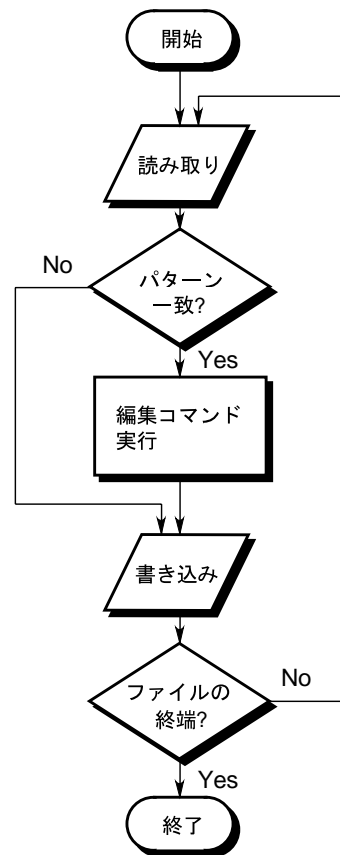 開始
読み取り
No
パターン
一致?
Yes
編集コマンド
実行
書き込み
ファイルの
終端?
No
Yes
終了